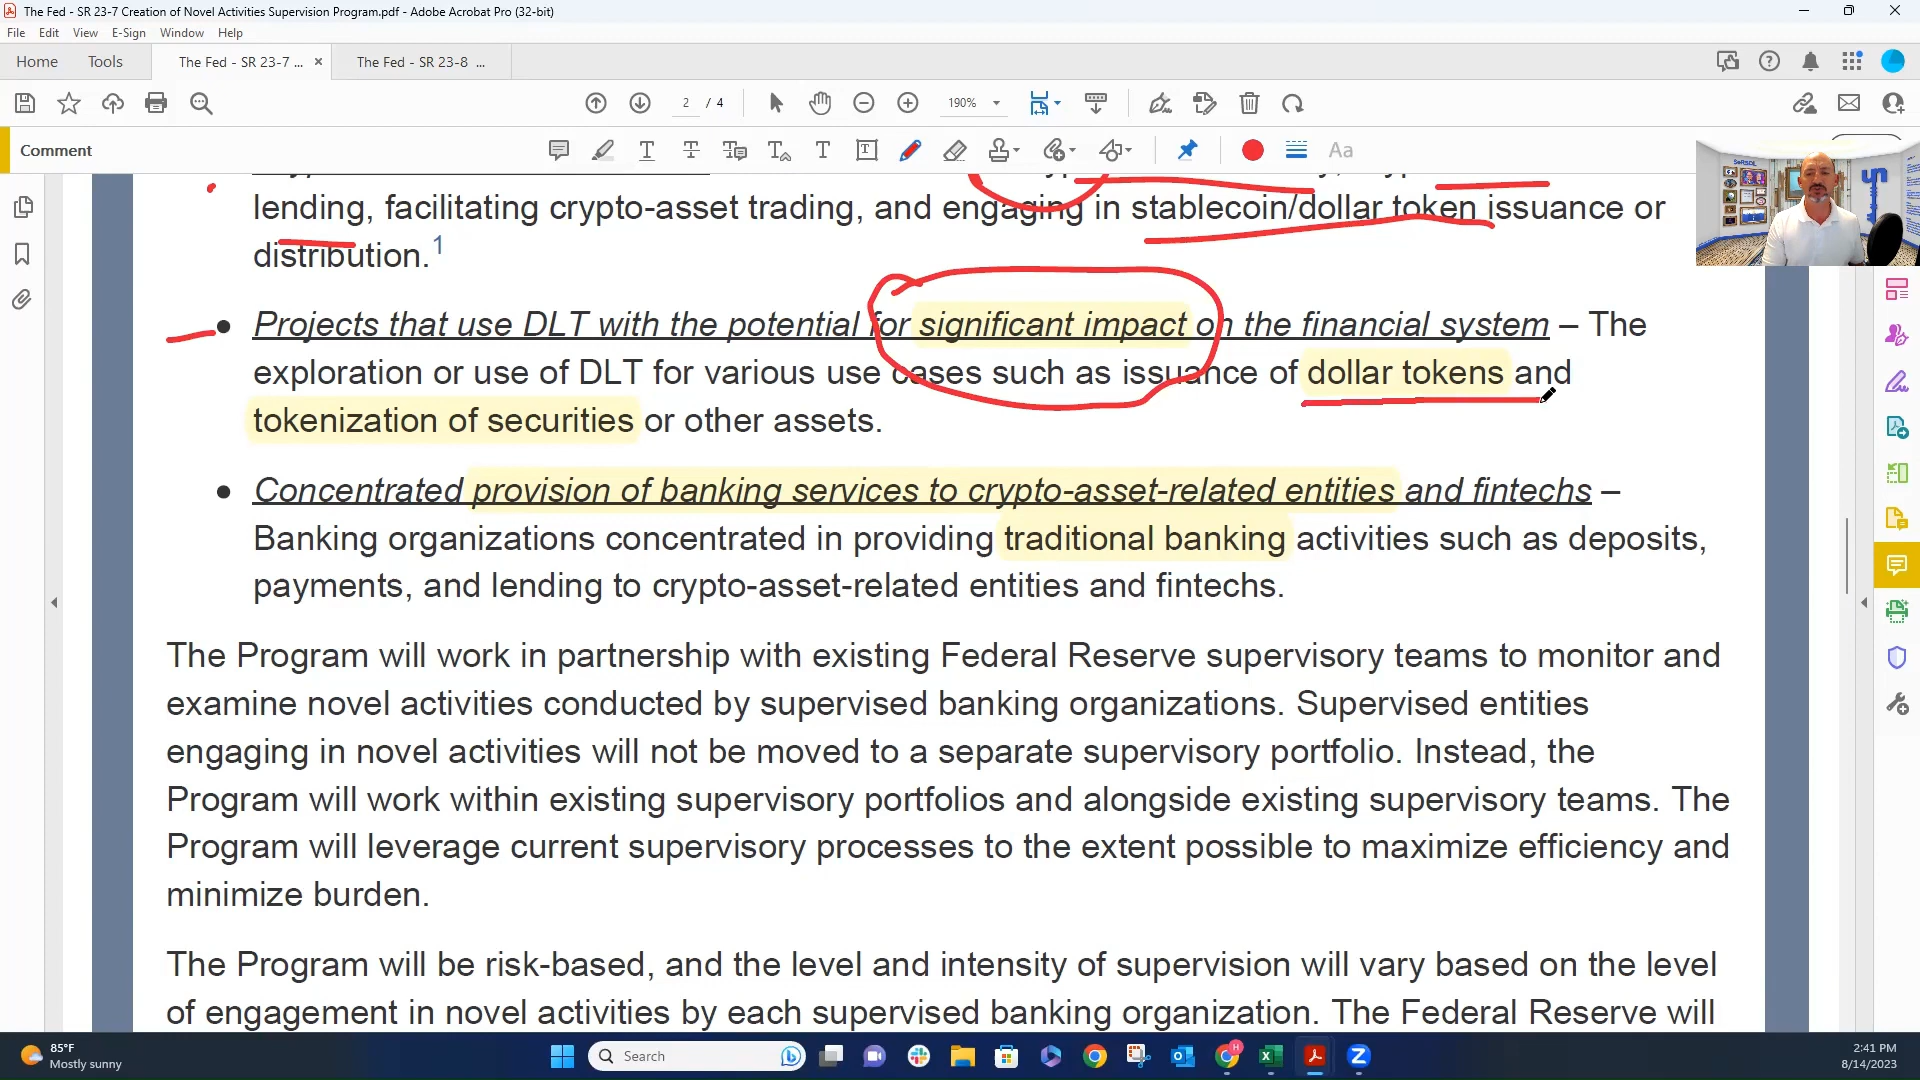 The Fed - SR 23-7 Creation of Novel Activities Supervision Program.pdf - Adobe Acrobat Pro (32-bit)
File Edit View E-Sign Window Help
Home Tools The Fed - SR 23-7 ... × The Fed - SR 23-8 ...
2 / 4 190%
Comment
Aa
lending, facilitating crypto-asset trading, and engaging in stablecoin/dollar token issuance or
distribution.1
• Projects that use DLT with the potential for significant impact on the financial system – The
exploration or use of DLT for various use cases such as issuance of dollar tokens and
tokenization of securities or other assets.
• Concentrated provision of banking services to crypto-asset-related entities and fintechs –
Banking organizations concentrated in providing traditional banking activities such as deposits,
payments, and lending to crypto-asset-related entities and fintechs.
The Program will work in partnership with existing Federal Reserve supervisory teams to monitor and
examine novel activities conducted by supervised banking organizations. Supervised entities
engaging in novel activities will not be moved to a separate supervisory portfolio. Instead, the
Program will work within existing supervisory portfolios and alongside existing supervisory teams. The
Program will leverage current supervisory processes to the extent possible to maximize efficiency and
minimize burden.
The Program will be risk-based, and the level and intensity of supervision will vary based on the level
of engagement in novel activities by each supervised banking organization. The Federal Reserve will
85°F
Mostly sunny
Search
2:41 PM
8/14/2023